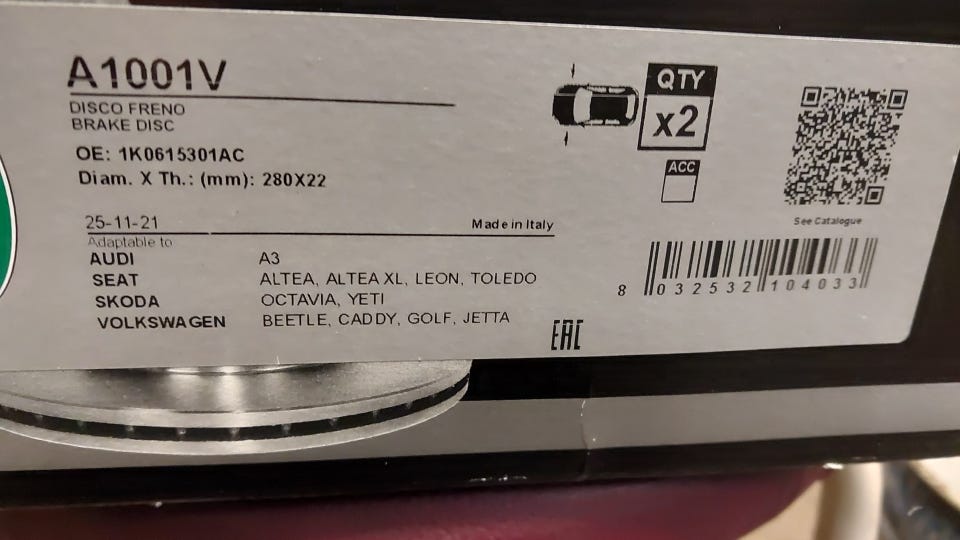 A1001V
DISCO FRENO
BRAKE DISC
OE: 1K0615301AC
Diam. X Th.: (mm): 280X22
QTY
x2
ACC
See Catalogue
25-11-21
Made in Italy
Adaptable to
AUDI A3
SEAT ALTEA, ALTEA XL, LEON, TOLEDO
SKODA OCTAVIA, YETI
VOLKSWAGEN BEETLE, CADDY, GOLF, JETTA
8 032532 104033
EAC